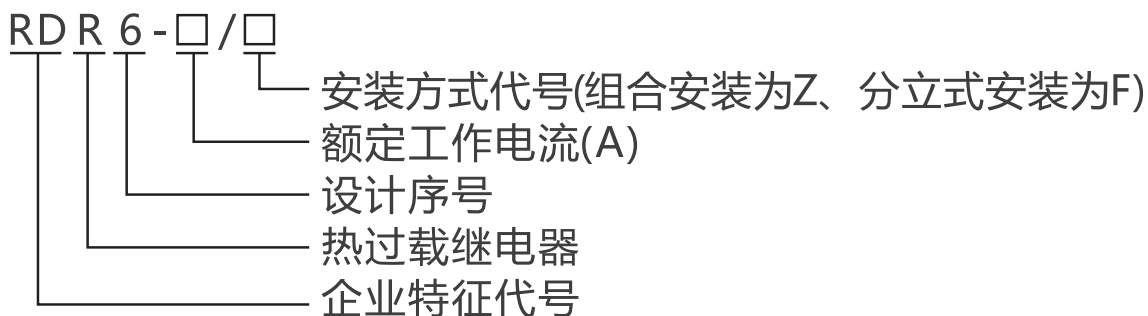 RDR6-□/□
安装方式代号(组合安装为Z、分立式安装为F)
额定工作电流(A)
设计序号
热过载继电器
企业特征代号